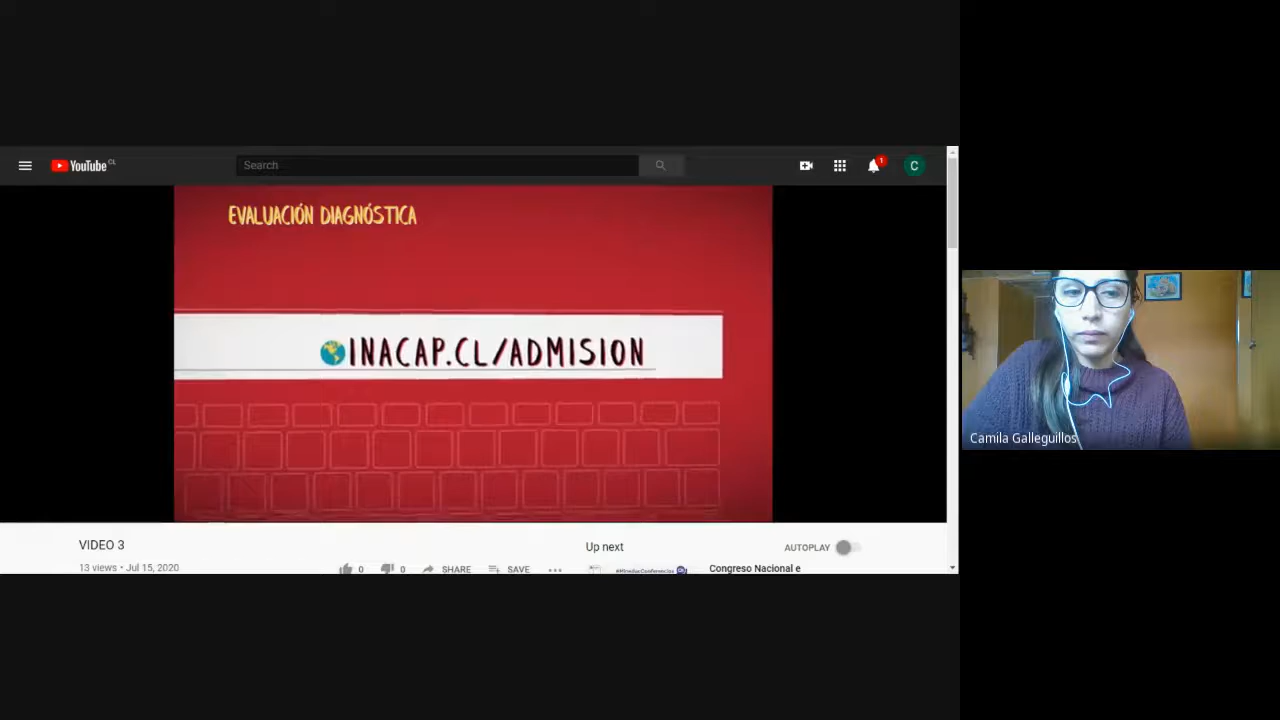 YouTube CL
Search
1
C
EVALUACIÓN DIAGNÓSTICA
INACAP.CL/ADMISION
Camila Galleguillos
VIDEO 3
Up next
AUTOPLAY
13 views • Jul 15, 2020
0
0
SHARE
SAVE
Congreso Nacional e